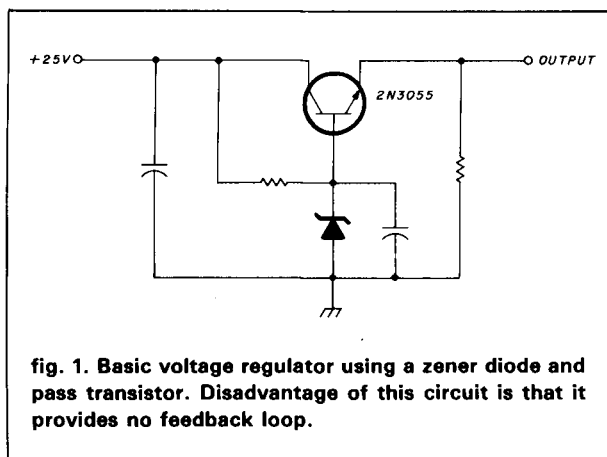 +25V
2N3055
OUTPUT
fig. 1. Basic voltage regulator using a zener diode and
pass transistor. Disadvantage of this circuit is that it
provides no feedback loop.